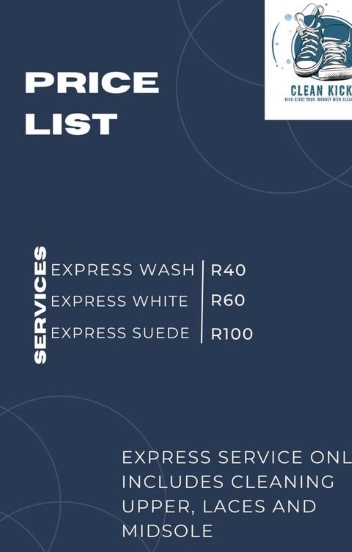 CLEAN KICK
PRICE
LIST
SERVICES
EXPRESS WASH R40
EXPRESS WHITE R60
EXPRESS SUEDE R100
EXPRESS SERVICE ONL
INCLUDES CLEANING
UPPER, LACES AND
MIDSOLE